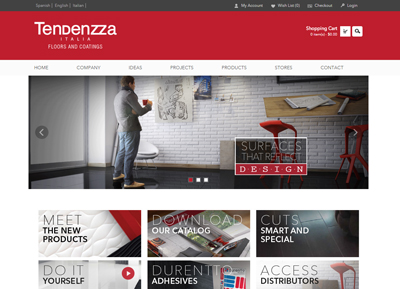 Spanish | English | Italian |
My Account
Wish List (0)
Checkout
Login
TENDENZZA
ITALIA
FLOORS AND COATINGS
Shopping Cart
0 item(s) - $0.00
HOME
COMPANY
IDEAS
PROJECTS
PRODUCTS
STORES
CONTACT
SURFACES
THAT REFLECT
DESIGN
MEET
THE NEW
PRODUCTS
DOWNLOAD
OUR CATALOG
CUTS
SMART AND
SPECIAL
DO IT
YOURSELF
DURENTIC
ADHESIVES
ACCESS
DISTRIBUTORS